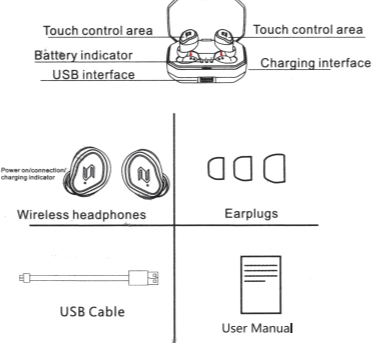 Touch control area
Touch control area
Battery indicator
Charging interface
USB interface
Power on/connection/
charging indicator
Wireless headphones
Earplugs
USB Cable
User Manual